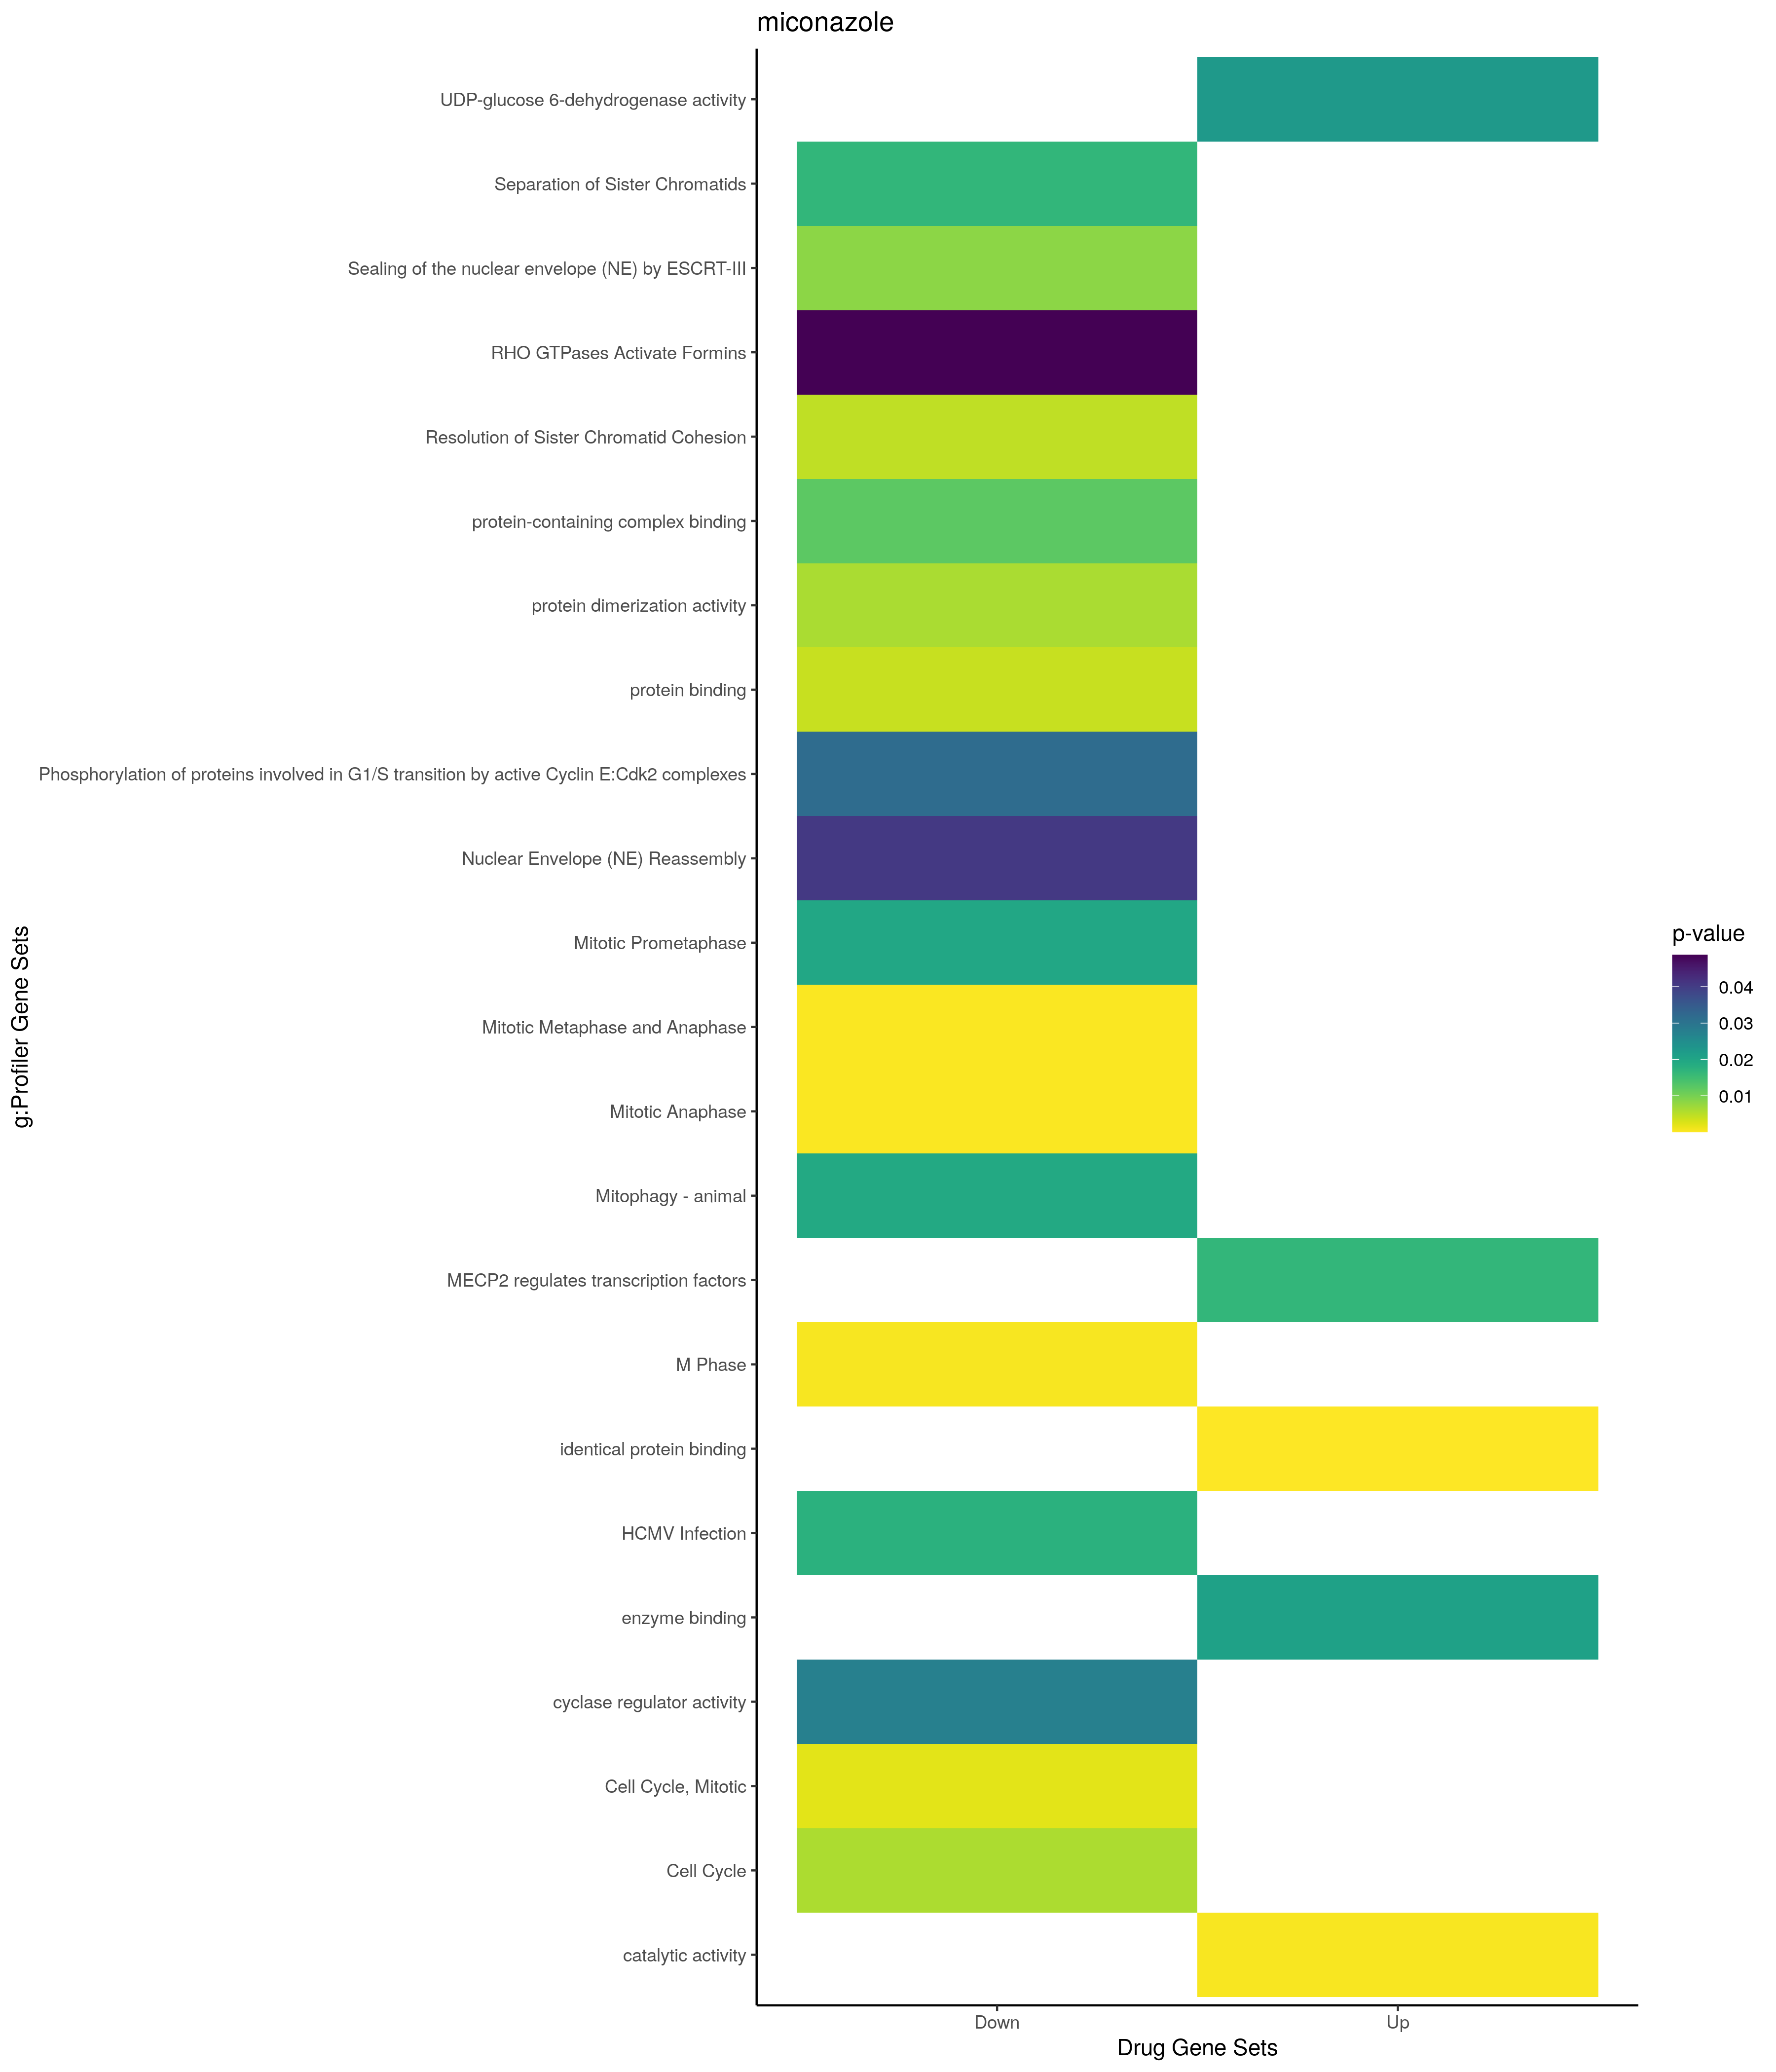 miconazole
UDP-glucose 6-dehydrogenase activity
Separation of Sister Chromatids
Sealing of the nuclear envelope (NE) by ESCRT-III
RHO GTPases Activate Formins
Resolution of Sister Chromatid Cohesion
protein-containing complex binding
protein dimerization activity
protein binding
Phosphorylation of proteins involved in G1/S transition by active Cyclin E:Cdk2 complexes
Nuclear Envelope (NE) Reassembly
Mitotic Prometaphase
Mitotic Metaphase and Anaphase
Mitotic Anaphase
Mitophagy - animal
MECP2 regulates transcription factors
M Phase
identical protein binding
HCMV Infection
enzyme binding
cyclase regulator activity
Cell Cycle, Mitotic
Cell Cycle
catalytic activity
g:Profiler Gene Sets
Down
Up
Drug Gene Sets
p-value
0.04
0.03
0.02
0.01